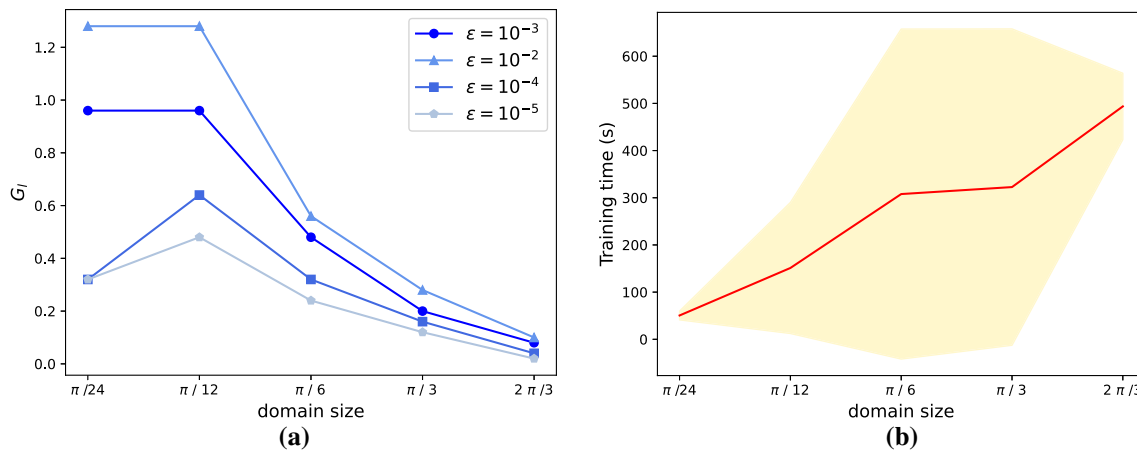 1.2
1.0
0.8
0.6
0.4
0.2
0.0
G_l
ε = 10⁻³
ε = 10⁻²
ε = 10⁻⁴
ε = 10⁻⁵
π /24
π / 12
π / 6
π / 3
2 π /3
domain size
(a)
600
500
400
300
200
100
0
Training time (s)
π /24
π / 12
π / 6
π / 3
2 π /3
domain size
(b)